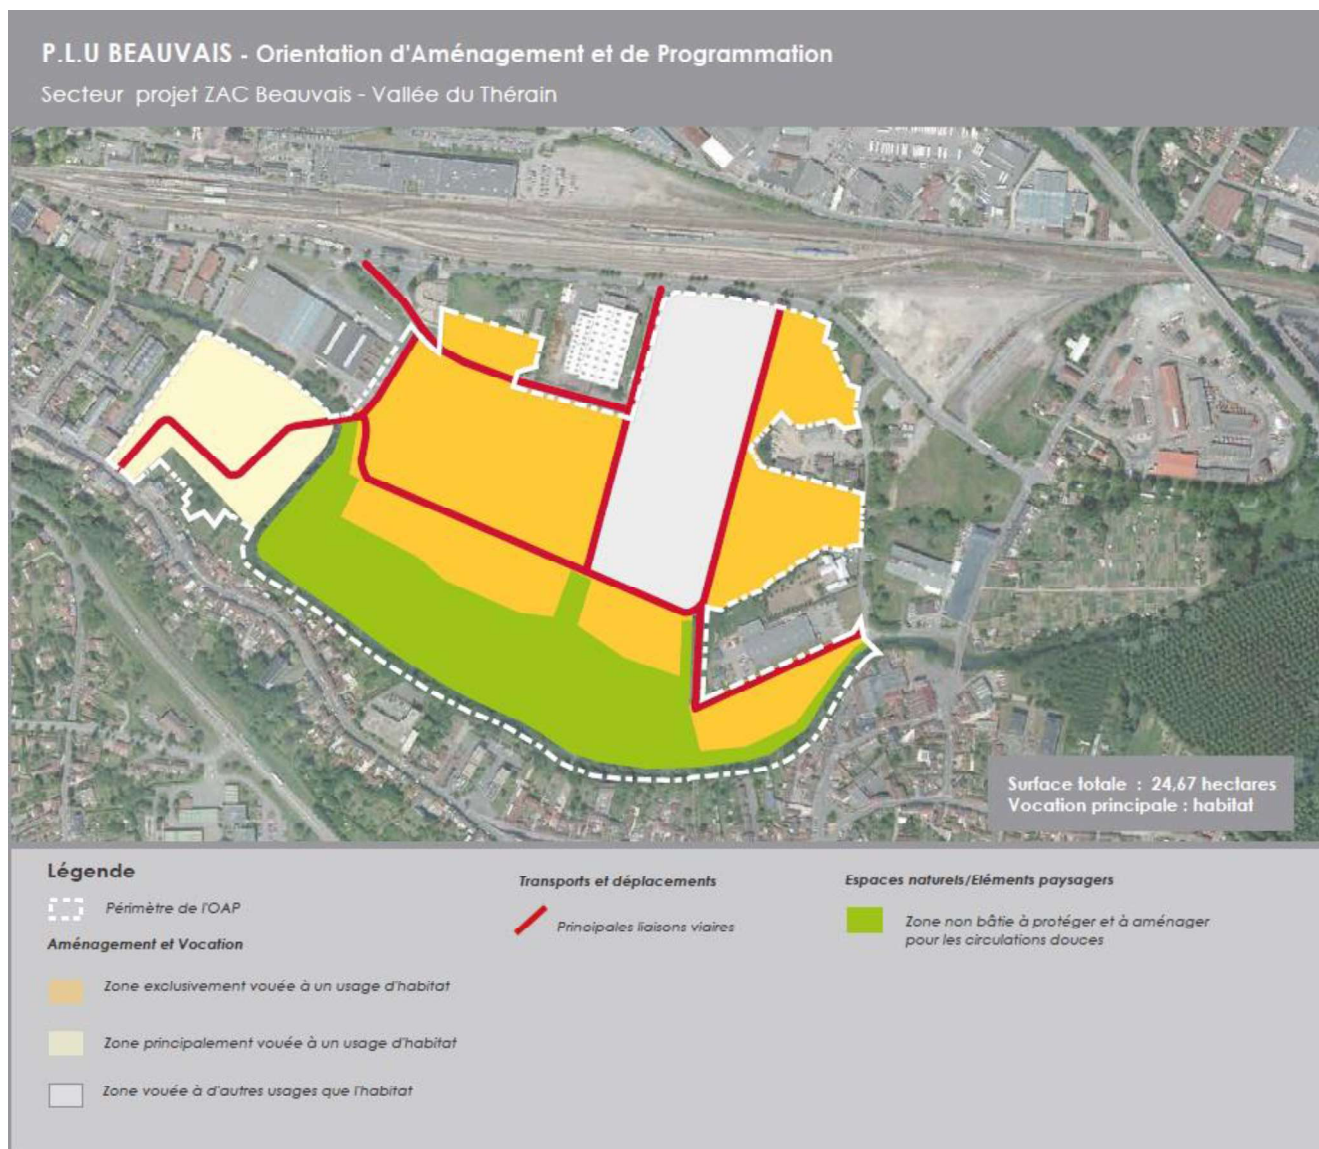 P.L.U BEAUVAIS - Orientation d'Aménagement et de Programmation
Secteur projet ZAC Beauvais - Vallée du Thérain
Surface totale : 24,67 hectares
Vocation principale : habitat
Légende
Périmètre de l'OAP
Aménagement et Vocation
Zone exclusivement vouée à un usage d'habitat
Zone principalement vouée à un usage d'habitat
Zone vouée à d'autres usages que l'habitat
Transports et déplacements
Principales liaisons viaires
Espaces naturels/Eléments paysagers
Zone non bâtie à protéger et à aménager
pour les circulations douces